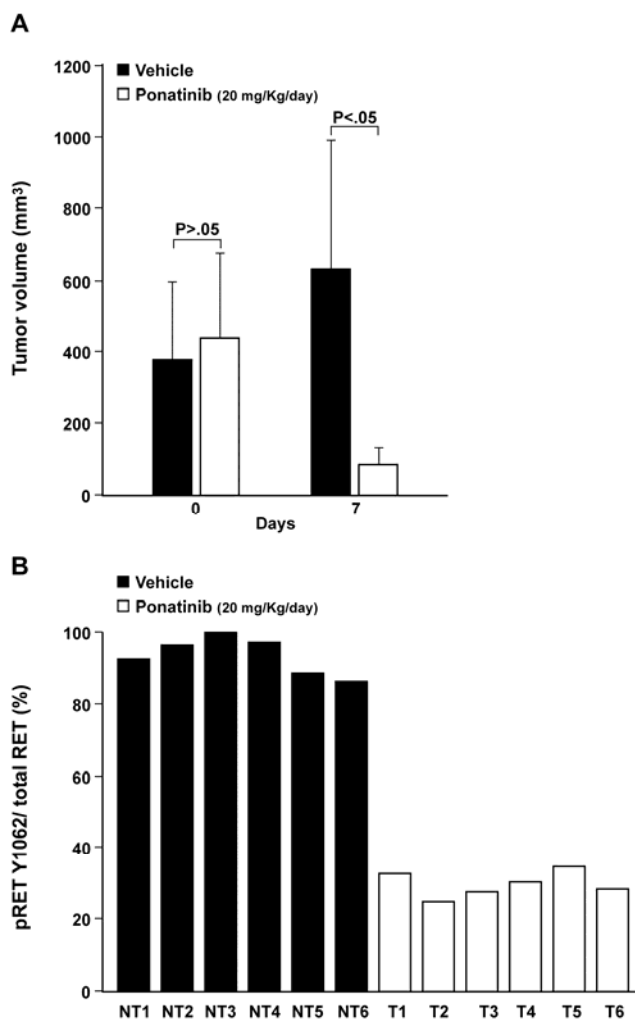 A
1200
Vehicle
Ponatinib (20 mg/Kg/day)
P<.05
1000
800
P>.05
600
400
200
0
Tumor volume (mm³)
0
7
Days
B
Vehicle
Ponatinib (20 mg/Kg/day)
100
80
60
40
20
0
pRET Y1062/ total RET (%)
NT1 NT2 NT3 NT4 NT5 NT6 T1 T2 T3 T4 T5 T6